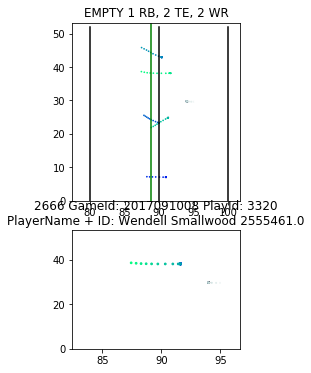 EMPTY 1 RB, 2 TE, 2 WR
50
40
30
20
10
0
80 85 90 95 100
2666 GameId: 2017091008 PlayId: 3320
PlayerName + ID: Wendell Smallwood 2555461.0
40
20
0
85 90 95